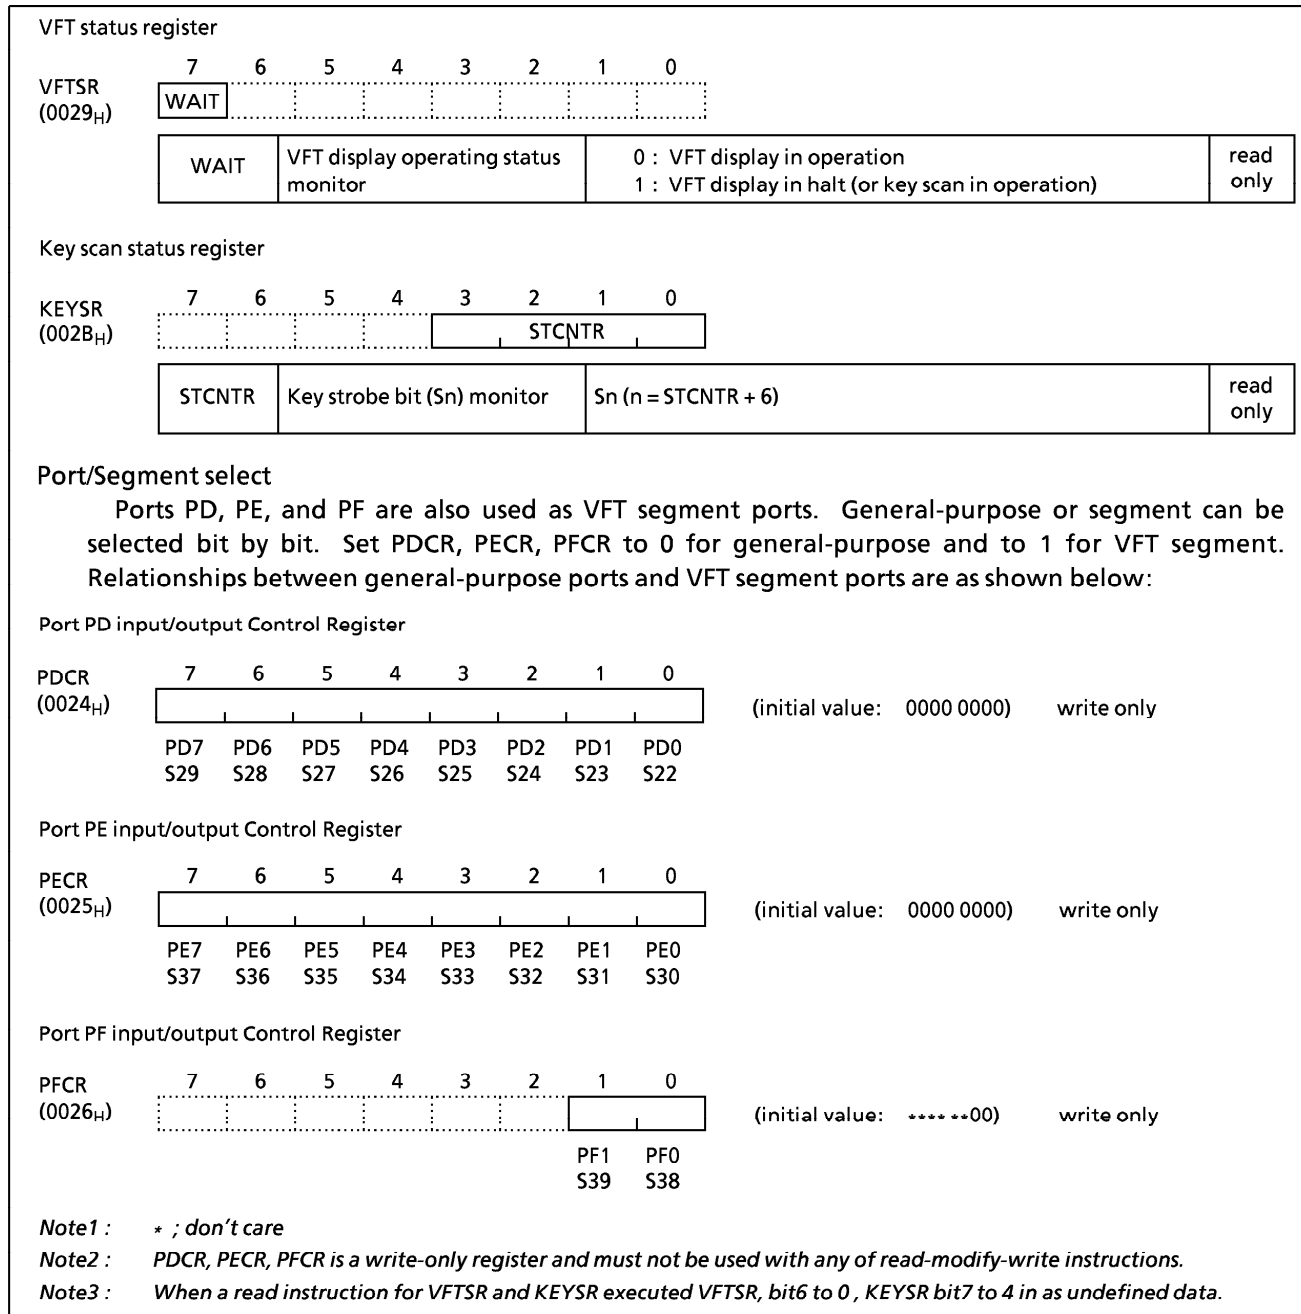 VFT status register
7 6 5 4 3 2 1 0
VFTSR
(0029H)
WAIT
WAIT VFT display operating status monitor 0 : VFT display in operation read only
1 : VFT display in halt (or key scan in operation)
Key scan status register
7 6 5 4 3 2 1 0
KEYSR
(002BH)
STCNTR
STCNTR Key strobe bit (Sn) monitor Sn (n = STCNTR + 6) read only
Port/Segment select
Ports PD, PE, and PF are also used as VFT segment ports. General-purpose or segment can be
selected bit by bit. Set PDCR, PECR, PFCR to 0 for general-purpose and to 1 for VFT segment.
Relationships between general-purpose ports and VFT segment ports are as shown below:
Port PD input/output Control Register
7 6 5 4 3 2 1 0
PDCR
(0024H) (initial value: 0000 0000) write only
PD7 PD6 PD5 PD4 PD3 PD2 PD1 PD0
S29 S28 S27 S26 S25 S24 S23 S22
Port PE input/output Control Register
7 6 5 4 3 2 1 0
PECR
(0025H) (initial value: 0000 0000) write only
PE7 PE6 PE5 PE4 PE3 PE2 PE1 PE0
S37 S36 S35 S34 S33 S32 S31 S30
Port PF input/output Control Register
7 6 5 4 3 2 1 0
PFCR
(0026H) (initial value: **** **00) write only
PF1 PF0
S39 S38
Note1 : * ; don't care
Note2 : PDCR, PECR, PFCR is a write-only register and must not be used with any of read-modify-write instructions.
Note3 : When a read instruction for VFTSR and KEYSR executed VFTSR, bit6 to 0 , KEYSR bit7 to 4 in as undefined data.